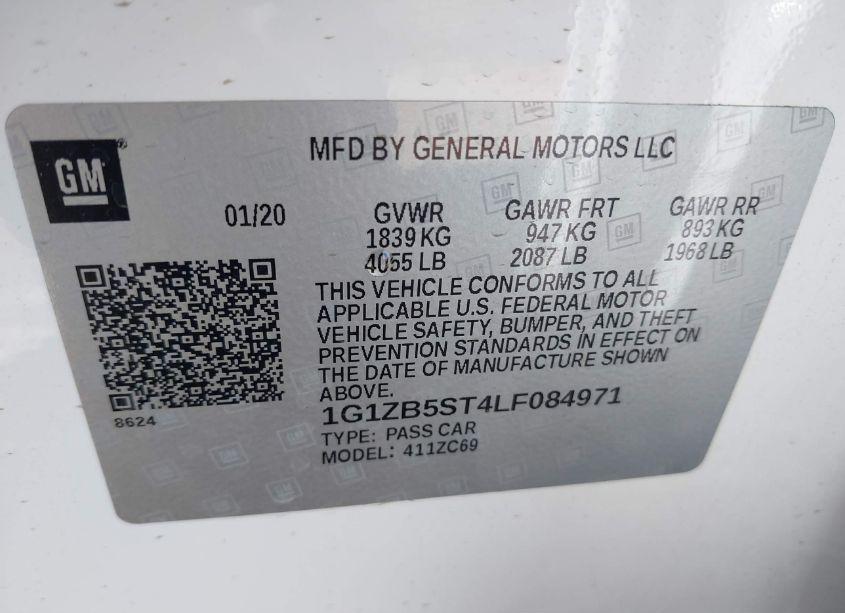 GM
MFD BY GENERAL MOTORS LLC
01/20
GVWR GAWR FRT GAWR RR
1839 KG 947 KG 893 KG
4055 LB 2087 LB 1968 LB
THIS VEHICLE CONFORMS TO ALL
APPLICABLE U.S. FEDERAL MOTOR
VEHICLE SAFETY, BUMPER, AND THEFT
PREVENTION STANDARDS IN EFFECT ON
THE DATE OF MANUFACTURE SHOWN
ABOVE.
1G1ZB5ST4LF084971
TYPE: PASS CAR
MODEL: 411ZC69
8624